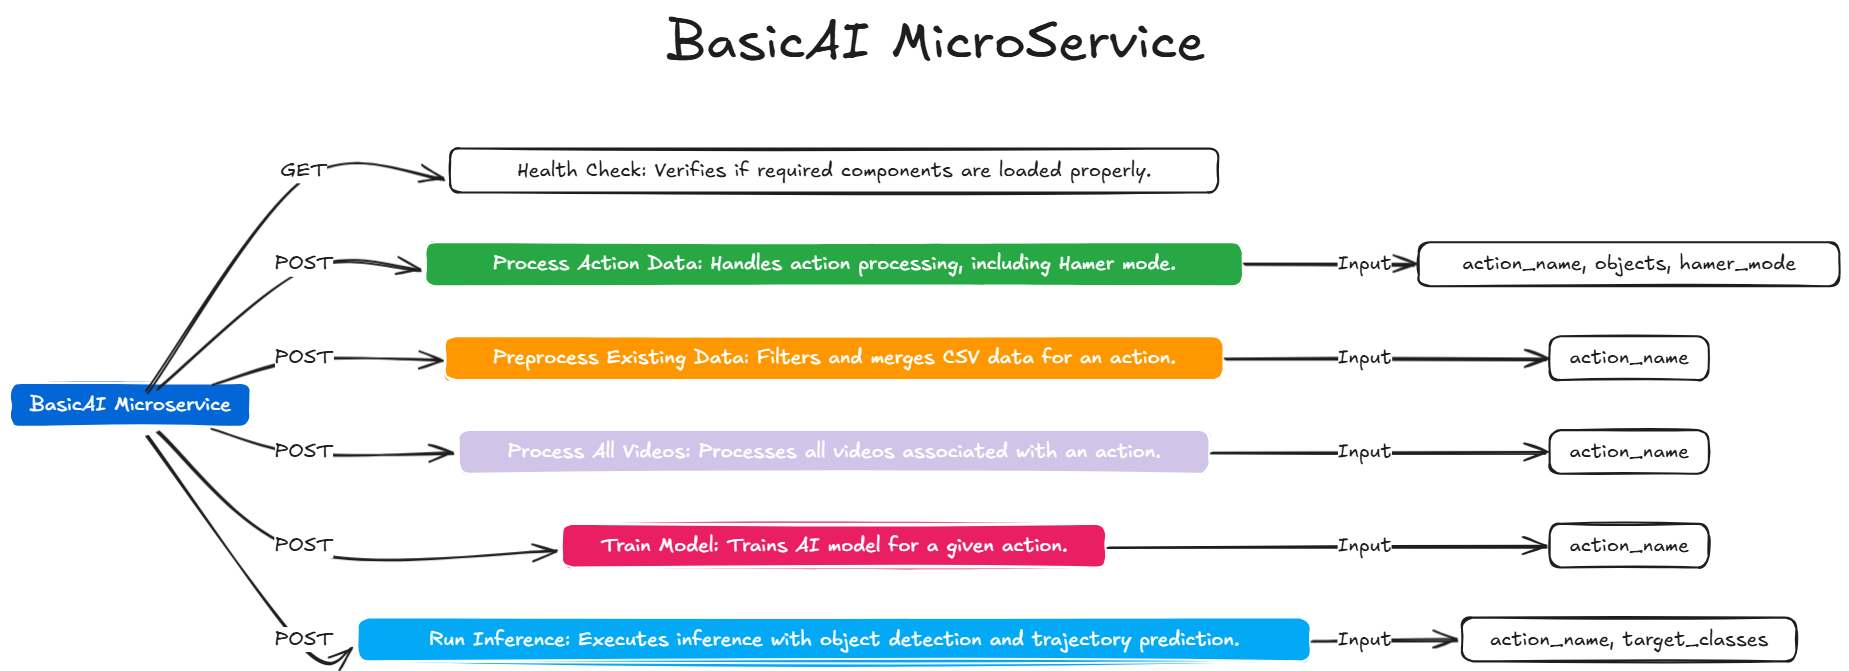 BasicAI MicroService
GET
Health Check: Verifies if required components are loaded properly.
POST
Process Action Data: Handles action processing, including Hamer mode.
Input
action_name, objects, hamer_mode
POST
Preprocess Existing Data: Filters and merges CSV data for an action.
Input
action_name
BasicAI Microservice
POST
Process All Videos: Processes all videos associated with an action.
Input
action_name
POST
Train Model: Trains AI model for a given action.
Input
action_name
POST
Run Inference: Executes inference with object detection and trajectory prediction.
Input
action_name, target_classes